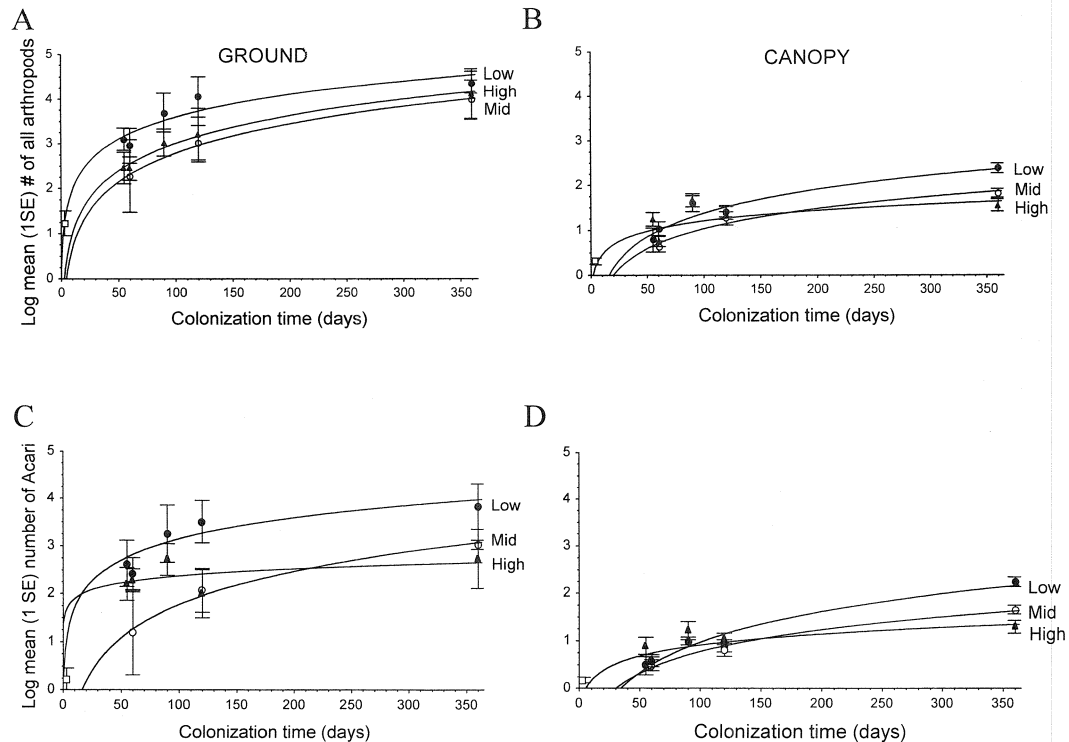 A
B
GROUND
CANOPY
Log mean (1SE) # of all arthropods
5
4
3
2
1
0
Low
High
Mid
0 50 100 150 200 250 300 350
Colonization time (days)
5
4
3
2
1
0
Low
Mid
High
0 50 100 150 200 250 300 350
Colonization time (days)
C
D
Log mean (1 SE) number of Acari
5
4
3
2
1
0
Low
Mid
High
0 50 100 150 200 250 300 350
Colonization time (days)
5
4
3
2
1
0
Low
Mid
High
0 50 100 150 200 250 300 350
Colonization time (days)